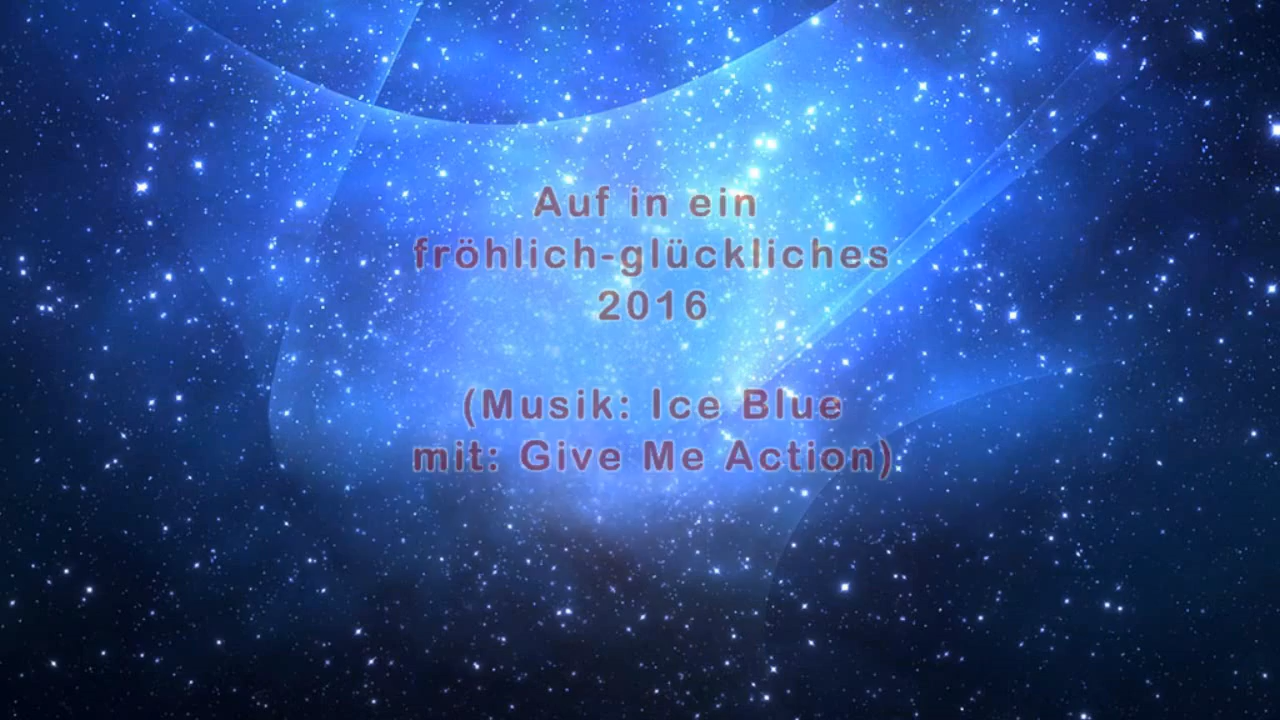 Auf in ein
fröhlich-glückliches
2016
(Musik: Ice Blue
mit: Give Me Action)